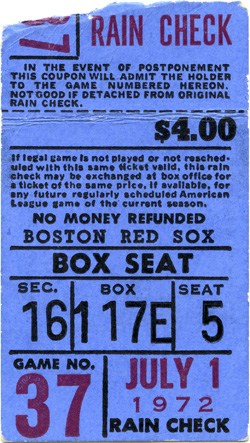 37 RAIN CHECK
IN THE EVENT OF POSTPONEMENT
THIS COUPON WILL ADMIT THE HOLDER
TO THE GAME NUMBERED HEREON.
NOT GOOD IF DETACHED FROM ORIGINAL
RAIN CHECK.
$4.00
If legal game is not played or not resched-
uled with this same ticket valid, this rain
check may be exchanged at box office for
a ticket of the same price, if available, for
any future regularly scheduled American
League game of the current season.
NO MONEY REFUNDED
BOSTON RED SOX
BOX SEAT
SEC. BOX SEAT
16 117E 5
GAME NO.
37 JULY 1
1972
RAIN CHECK